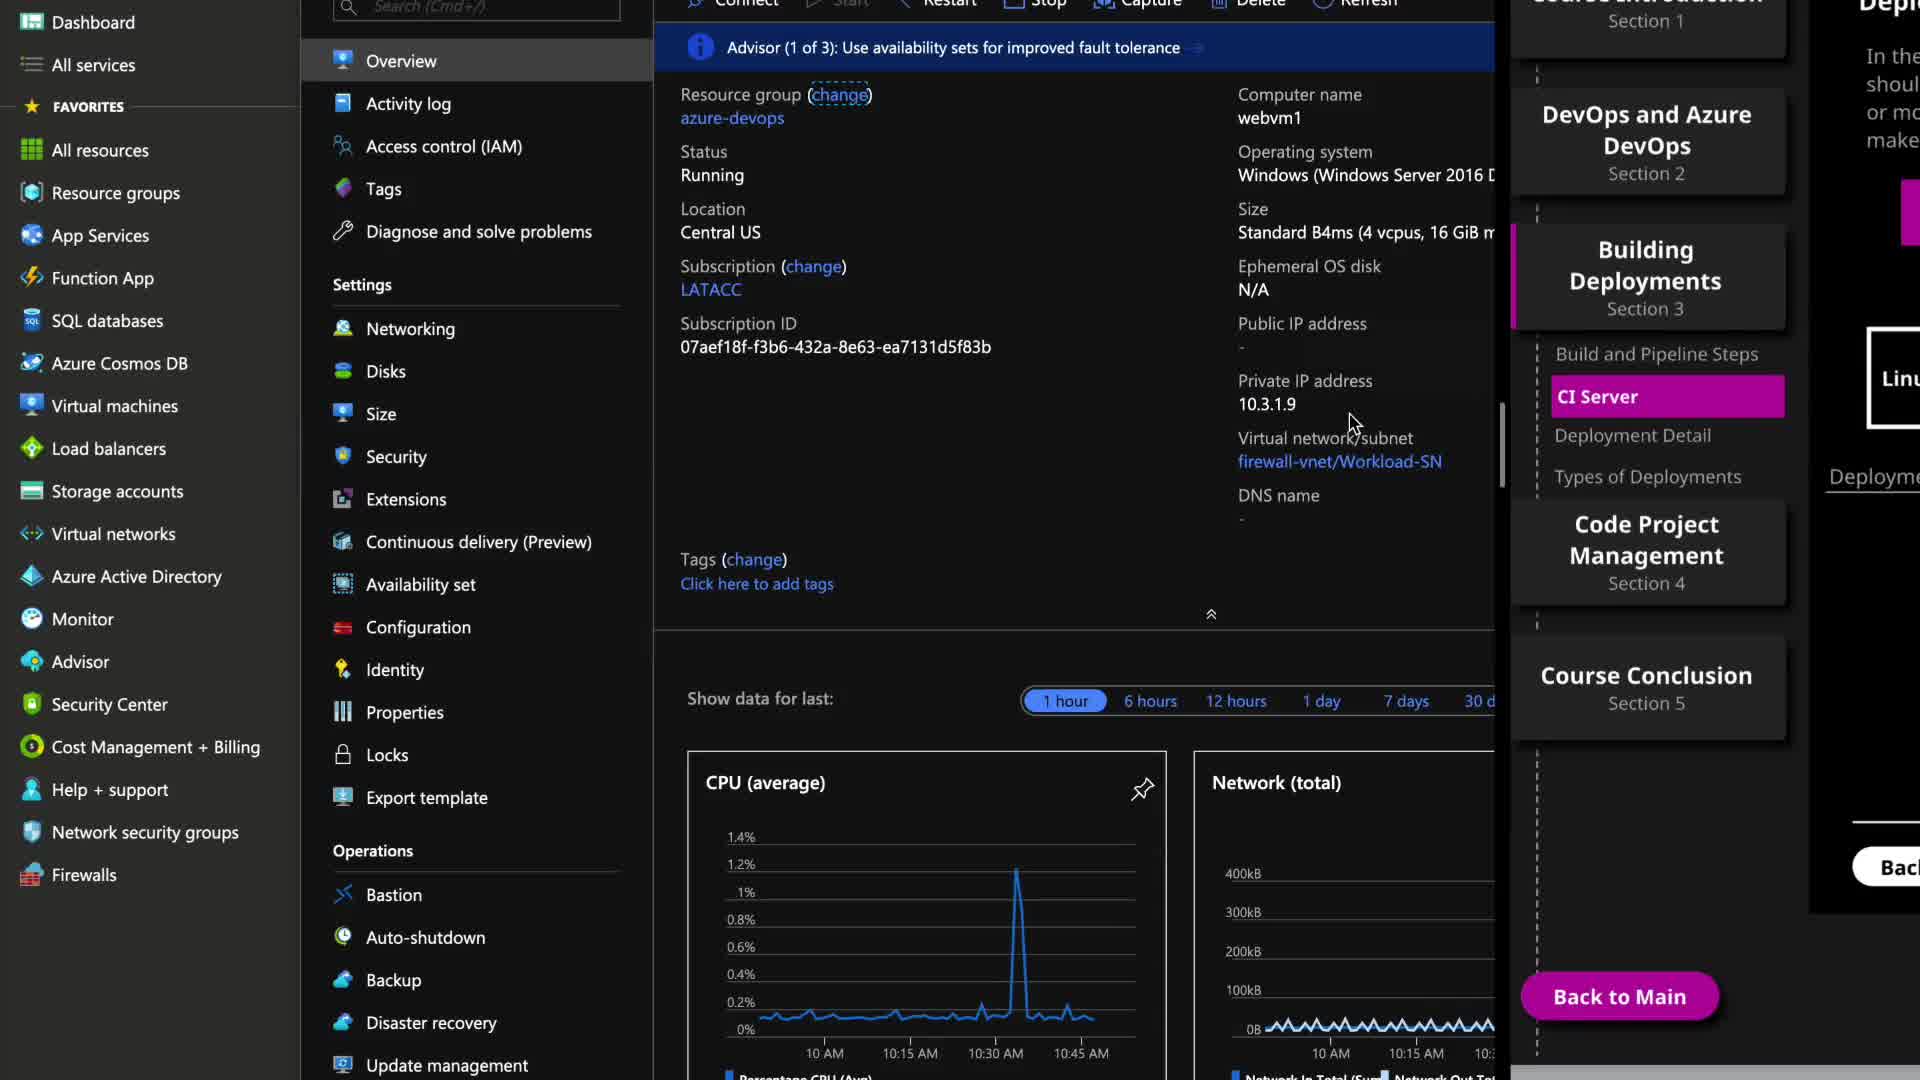 Dashboard
All services
FAVORITES
All resources
Resource groups
App Services
Function App
SQL databases
Azure Cosmos DB
Virtual machines
Load balancers
Storage accounts
Virtual networks
Azure Active Directory
Monitor
Advisor
Security Center
Cost Management + Billing
Help + support
Network security groups
Firewalls
Search (Cmd+/)
Overview
Activity log
Access control (IAM)
Tags
Diagnose and solve problems
Settings
Networking
Disks
Size
Security
Extensions
Continuous delivery (Preview)
Availability set
Configuration
Identity
Properties
Locks
Export template
Operations
Bastion
Auto-shutdown
Backup
Disaster recovery
Update management
Connect Start Restart Stop Capture Delete Refresh
Advisor (1 of 3): Use availability sets for improved fault tolerance
Resource group (change)
azure-devops
Status
Running
Location
Central US
Subscription (change)
LATACC
Subscription ID
07aef18f-f3b6-432a-8e63-ea7131d5f83b
Computer name
webvm1
Operating system
Windows (Windows Server 2016 D
Size
Standard B4ms (4 vcpus, 16 GiB m
Ephemeral OS disk
N/A
Public IP address
-
Private IP address
10.3.1.9
Virtual network/subnet
firewall-vnet/Workload-SN
DNS name
-
Tags (change)
Click here to add tags
Show data for last:
1 hour 6 hours 12 hours 1 day 7 days 30 d
CPU (average)
1.4%
1.2%
1%
0.8%
0.6%
0.4%
0.2%
0%
10 AM 10:15 AM 10:30 AM 10:45 AM
Percentage CPU (Avg)
Network (total)
400kB
300kB
200kB
100kB
0B
10 AM 10:15 AM 10:3
Network In Total (Sum Network Out Tot
Course Introduction
Section 1
DevOps and Azure
DevOps
Section 2
Building
Deployments
Section 3
Build and Pipeline Steps
CI Server
Deployment Detail
Types of Deployments
Code Project
Management
Section 4
Course Conclusion
Section 5
Back to Main
Depl
In the
shoul
or mo
make
Linu
Deployme
Bac